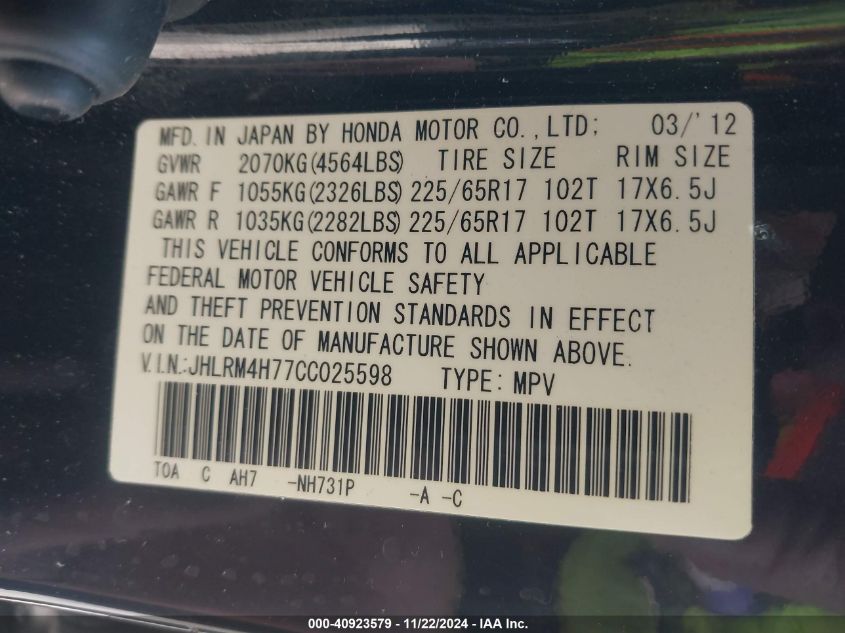 MFD. IN JAPAN BY HONDA MOTOR CO.,LTD; 03/'12
GVWR 2070KG(4564LBS) TIRE SIZE RIM SIZE
GAWR F 1055KG(2326LBS) 225/65R17 102T 17X6.5J
GAWR R 1035KG(2282LBS) 225/65R17 102T 17X6.5J
THIS VEHICLE CONFORMS TO ALL APPLICABLE
FEDERAL MOTOR VEHICLE SAFETY
AND THEFT PREVENTION STANDARDS IN EFFECT
ON THE DATE OF MANUFACTURE SHOWN ABOVE.
V.I.N.:JHLRM4H77CC025598 TYPE: MPV
TOA C AH7 -NH731P -A -C
000-40923579 - 11/22/2024 - IAA Inc.